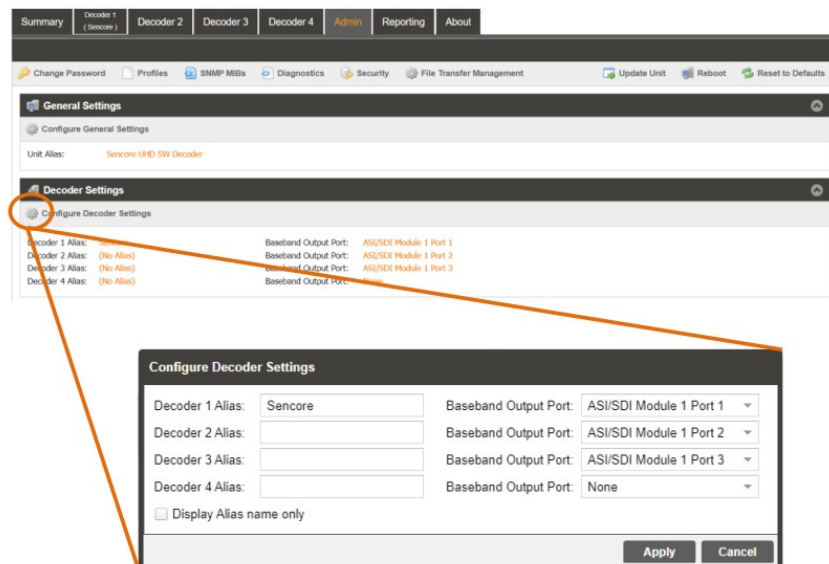 Summary Decoder 1 ( Sencore ) Decoder 2 Decoder 3 Decoder 4 Admin Reporting About
Change Password Profiles SNMP MIBs Diagnostics Security File Transfer Management Update Unit Reboot Reset to Defaults
General Settings
Configure General Settings
Unit Alias: Sencore UHD SW Decoder
Decoder Settings
Configure Decoder Settings
Decoder 1 Alias: Sencore Baseband Output Port: ASI/SDI Module 1 Port 1
Decoder 2 Alias: (No Alias) Baseband Output Port: ASI/SDI Module 1 Port 2
Decoder 3 Alias: (No Alias) Baseband Output Port: ASI/SDI Module 1 Port 3
Decoder 4 Alias: (No Alias) Baseband Output Port: None
Configure Decoder Settings
Decoder 1 Alias: Sencore Baseband Output Port: ASI/SDI Module 1 Port 1
Decoder 2 Alias: Baseband Output Port: ASI/SDI Module 1 Port 2
Decoder 3 Alias: Baseband Output Port: ASI/SDI Module 1 Port 3
Decoder 4 Alias: Baseband Output Port: None
Display Alias name only
Apply Cancel